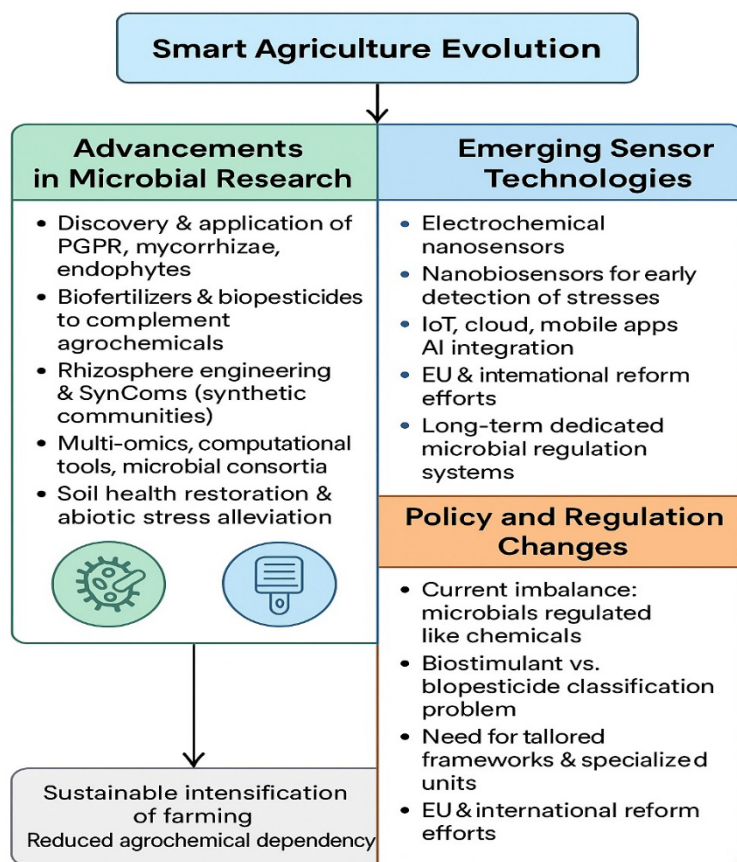 Smart Agriculture Evolution
Advancements
in Microbial Research
• Discovery & application of
PGPR, mycorrhizae,
endophytes
• Biofertilizers & biopesticides
to complement
agrochemicals
• Rhizosphere engineering
& SynComs (synthetic
communities)
• Multi-omics, computational
tools, microbial consortia
• Soil health restoration &
abiotic stress alleviation
Sustainable intensification
of farming
Reduced agrochemical dependency
Emerging Sensor
Technologies
• Electrochemical
nanosensors
• Nanobiosensors for early
detection of stresses
• IoT, cloud, mobile apps
AI integration
• EU & international reform
efforts
• Long-term dedicated
microbial regulation
systems
Policy and Regulation
Changes
• Current imbalance:
microbials regulated
like chemicals
• Biostimulant vs.
blopesticide classification
problem
• Need for tailored
frameworks & specialized
units
• EU & international reform
efforts